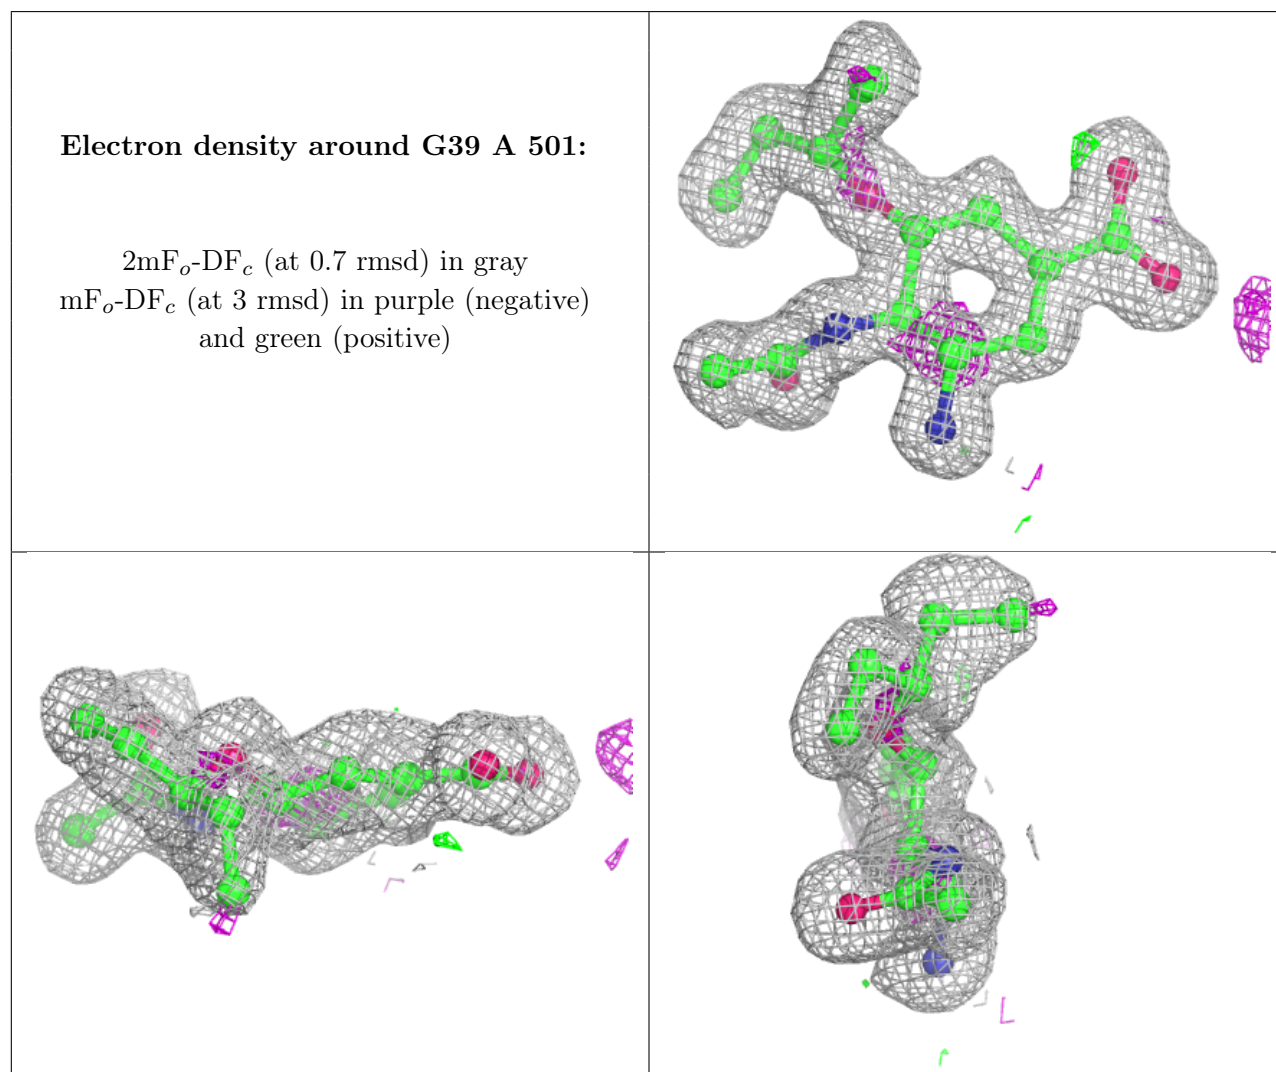 Electron density around G39 A 501:
2mFₒ-DF𝒸 (at 0.7 rmsd) in gray
mFₒ-DF𝒸 (at 3 rmsd) in purple (negative)
and green (positive)